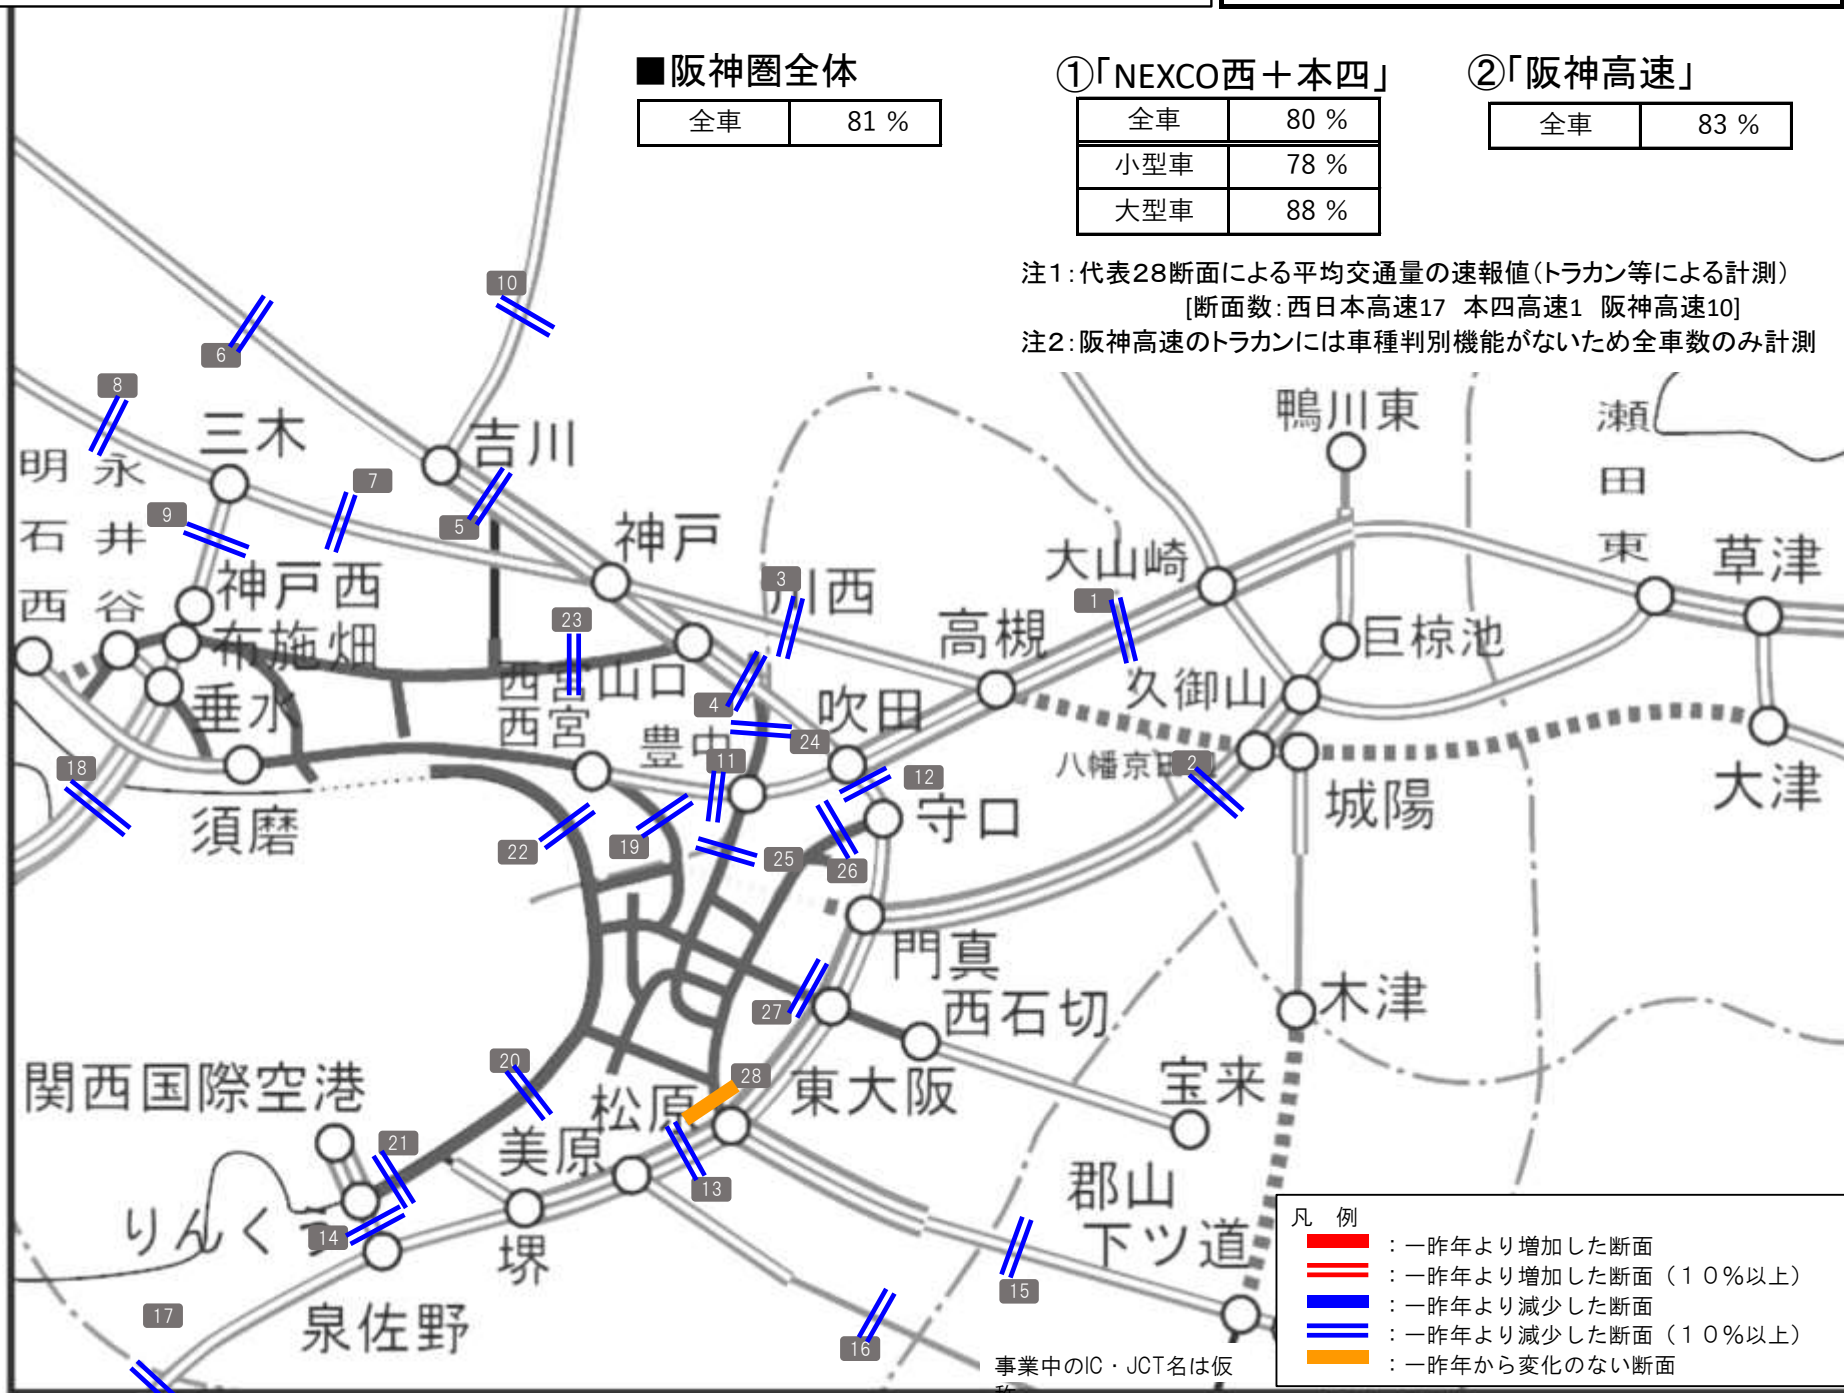 ■阪神圏全体
全車 81 %
①「NEXCO西＋本四」
全車 80 %
小型車 78 %
大型車 88 %
②「阪神高速」
全車 83 %
注1：代表28断面による平均交通量の速報値（トラカン等による計測）
[断面数：西日本高速17 本四高速1 阪神高速10]
注2：阪神高速のトラカンには車種判別機能がないため全車数のみ計測
10
6
8
三木
吉川
鴨川東
瀬田東
明石西
永井谷
7
9
5
神戸
大山崎
草津
神戸西
3
川西
1
高槻
布施畑
23
巨椋池
西宮山口
久御山
垂水
西宮
4
吹田
豊中
24
11
八幡京田
2
18
12
大津
城陽
須磨
守口
22
19
25
26
門真
西石切
木津
27
関西国際空港
20
松原
28
東大阪
宝来
21
美原
13
郡山
りんくう
14
下ツ道
堺
15
17
泉佐野
16
事業中のIC・JCT名は仮
凡 例
：一昨年より増加した断面
：一昨年より増加した断面（１０％以上）
：一昨年より減少した断面
：一昨年より減少した断面（１０％以上）
：一昨年から変化のない断面